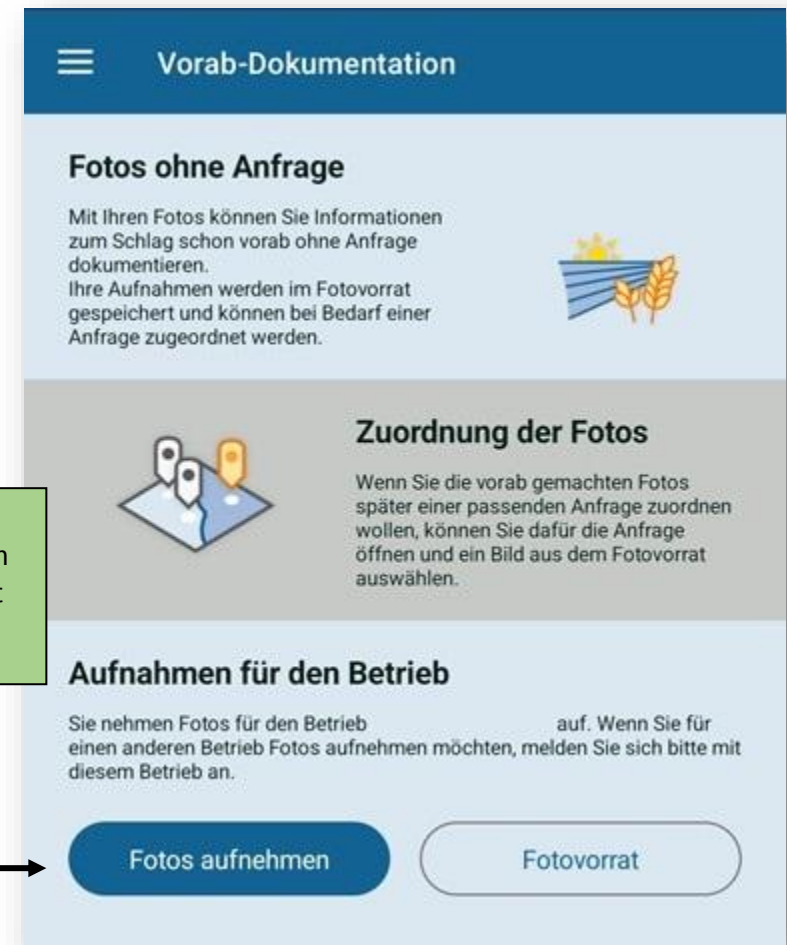 Vorab-Dokumentation
Fotos ohne Anfrage
Mit Ihren Fotos können Sie Informationen
zum Schlag schon vorab ohne Anfrage
dokumentieren.
Ihre Aufnahmen werden im Fotovorrat
gespeichert und können bei Bedarf einer
Anfrage zugeordnet werden.
Zuordnung der Fotos
Wenn Sie die vorab gemachten Fotos
später einer passenden Anfrage zuordnen
wollen, können Sie dafür die Anfrage
öffnen und ein Bild aus dem Fotovorrat
auswählen.
Aufnahmen für den Betrieb
Sie nehmen Fotos für den Betrieb auf. Wenn Sie für
einen anderen Betrieb Fotos aufnehmen möchten, melden Sie sich bitte mit
diesem Betrieb an.
Fotos aufnehmen
Fotovorrat